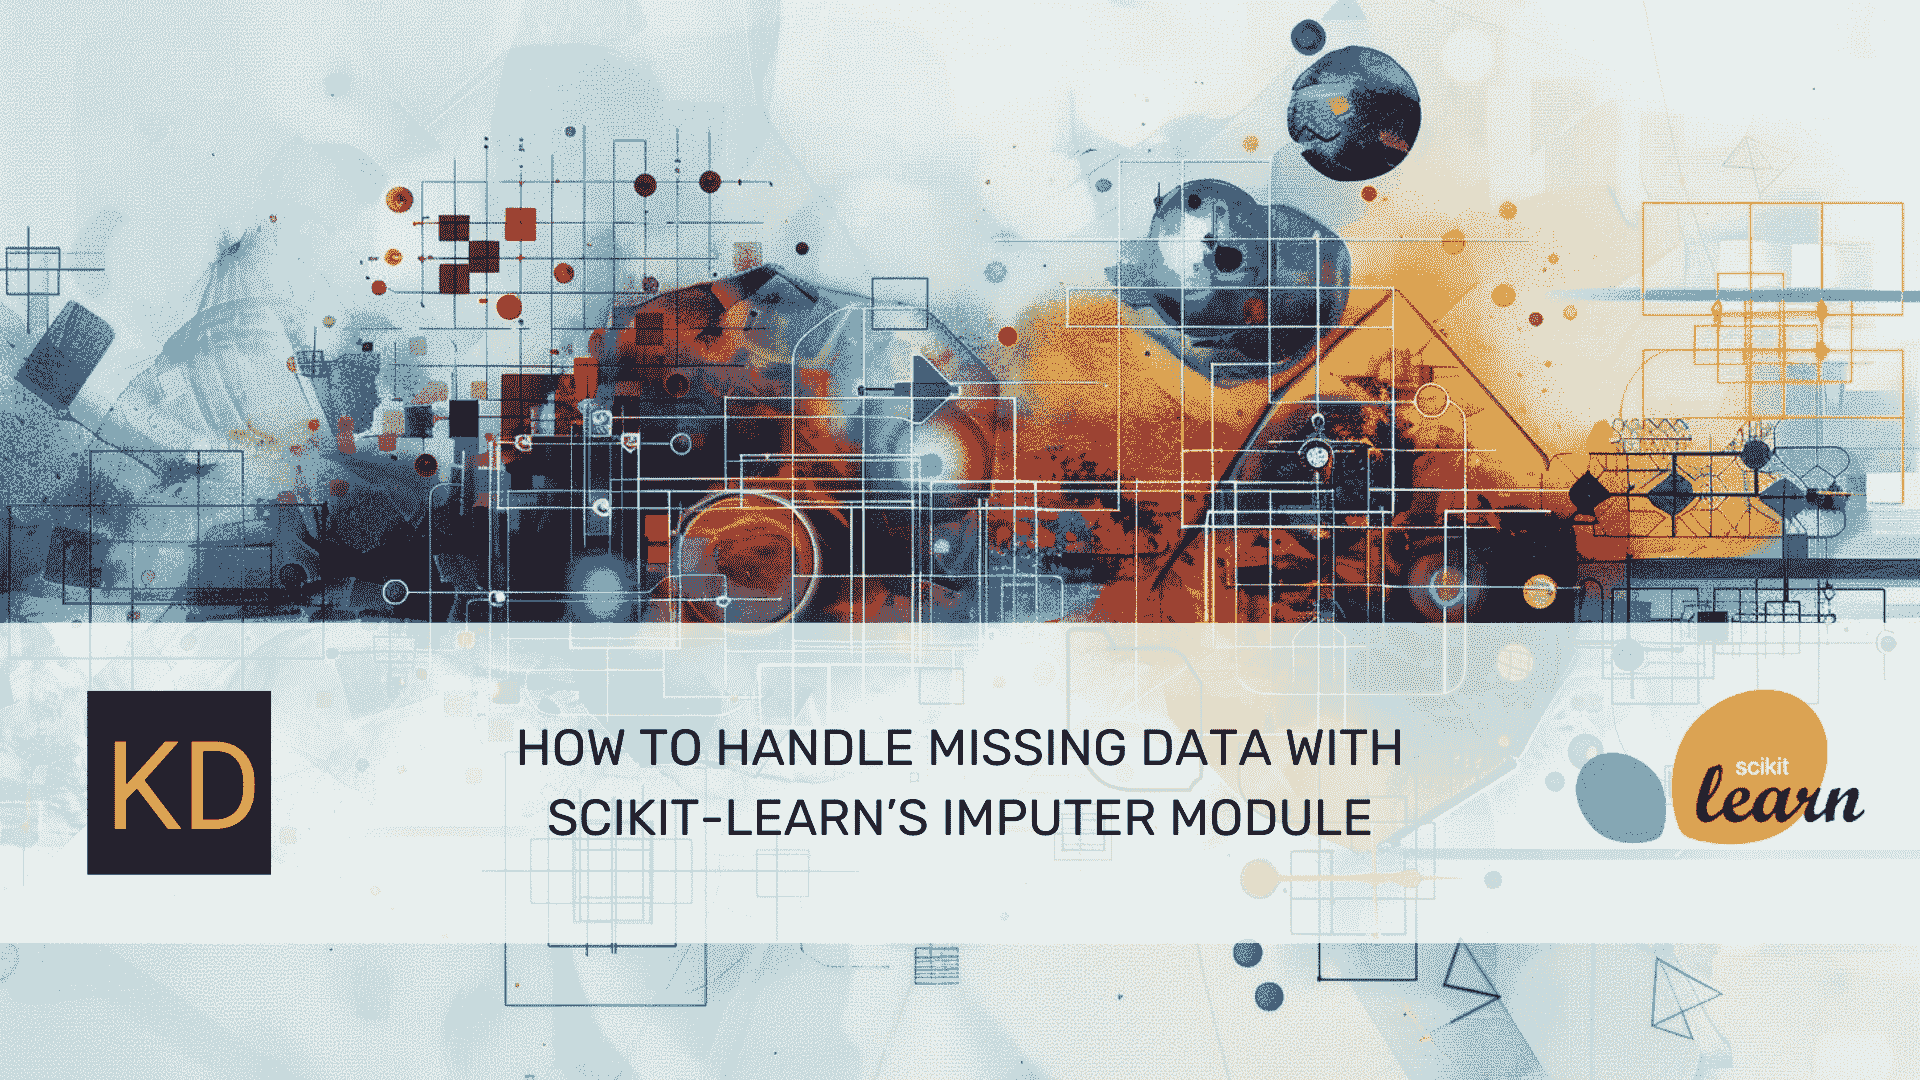 KD
HOW TO HANDLE MISSING DATA WITH
SCIKIT-LEARN’S IMPUTER MODULE
scikit
learn